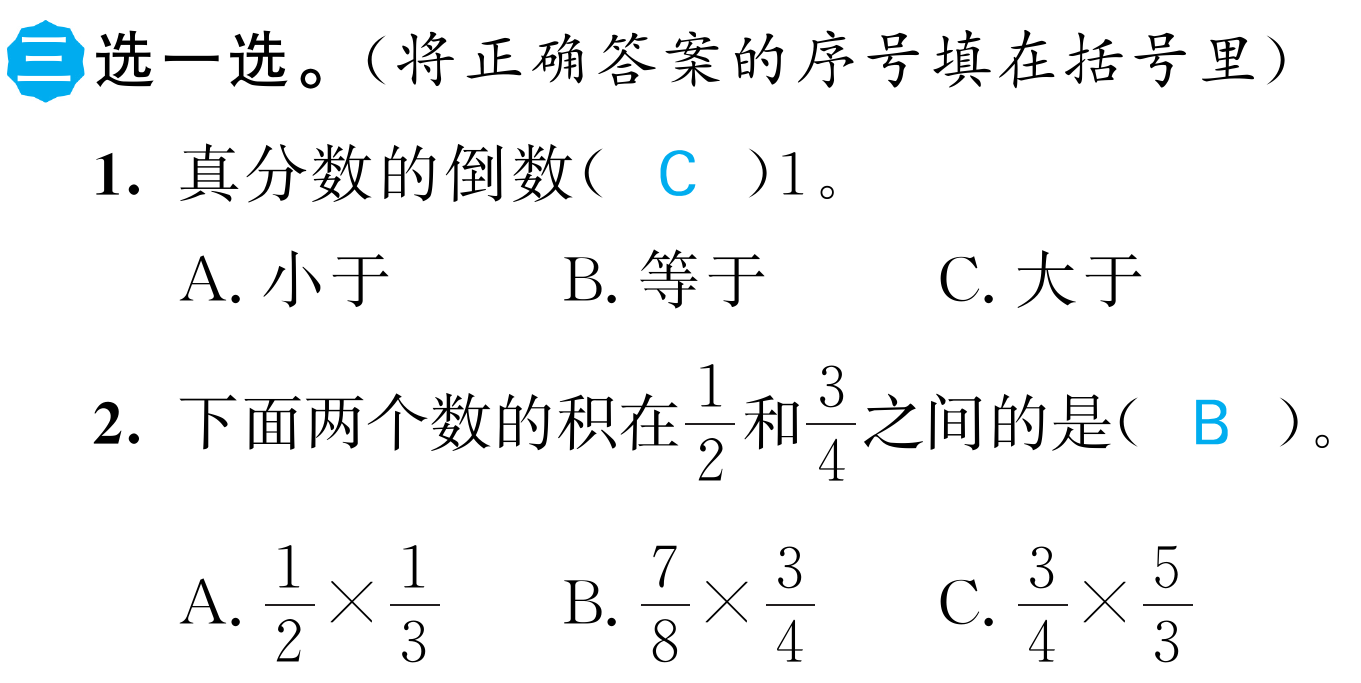 三 选一选。(将正确答案的序号填在括号里)
1. 真分数的倒数( C )1。
A. 小于 B. 等于 C. 大于
2. 下面两个数的积在1/2和3/4之间的是( B )。
A. 1/2×1/3 B. 7/8×3/4 C. 3/4×5/3